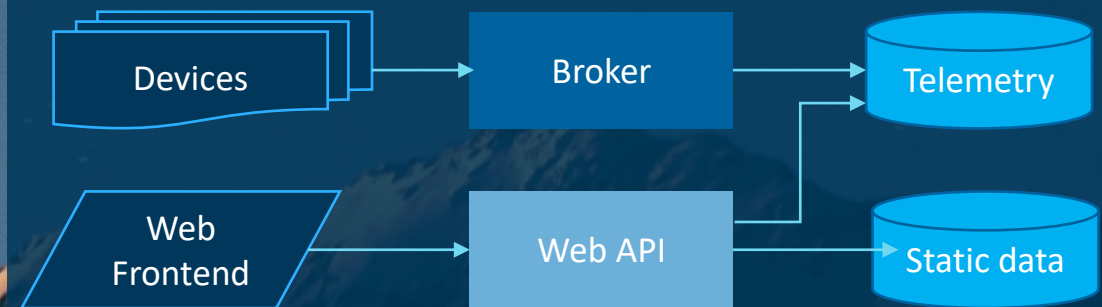 Devices
Broker
Telemetry
Web
Frontend
Web API
Static data